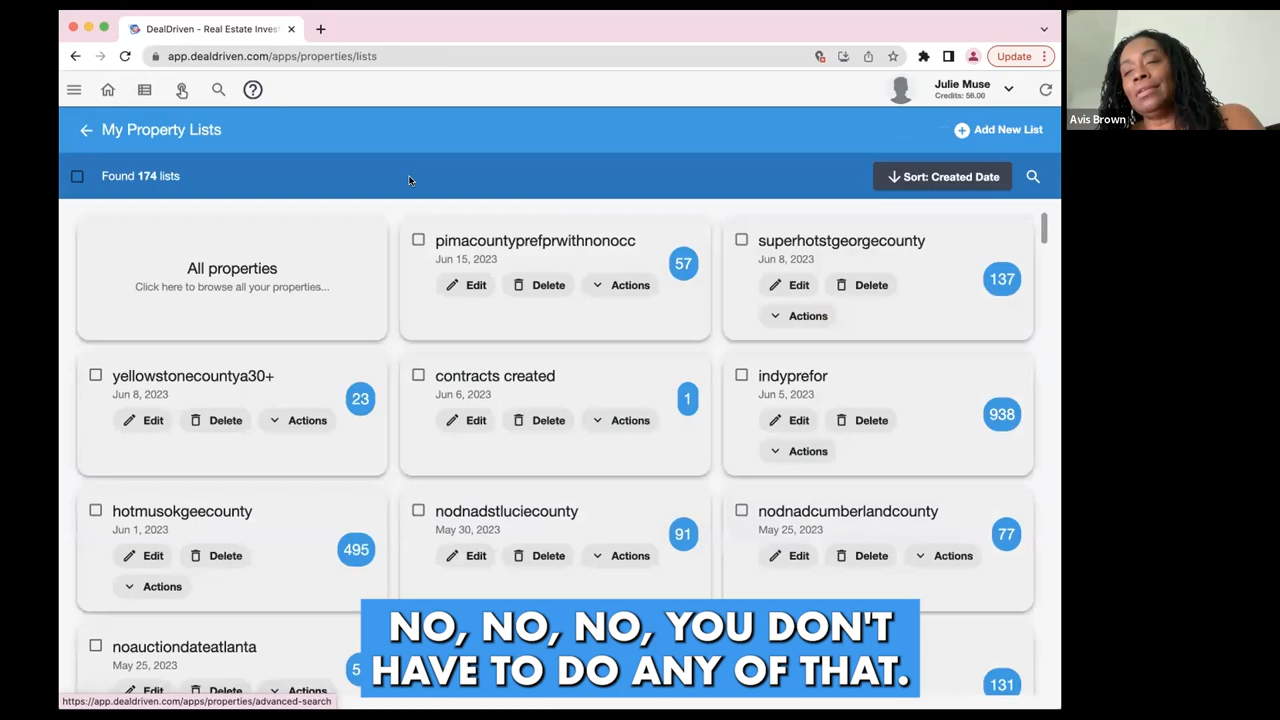 DealDriven - Real Estate Inves
app.dealdriven.com/apps/properties/lists
Update
Julie Muse
Credits: 56.00
Avis Brown
My Property Lists
Add New List
Found 174 lists
Sort: Created Date
All properties
Click here to browse all your properties...
pimacountyprefprwithnonocc
Jun 15, 2023
57
Edit Delete Actions
superhotstgeorgecounty
Jun 8, 2023
137
Edit Delete
Actions
yellowstonecountya30+
Jun 8, 2023
23
Edit Delete Actions
contracts created
Jun 6, 2023
1
Edit Delete Actions
indyprefor
Jun 5, 2023
938
Edit Delete
Actions
hotmusokgeecounty
Jun 1, 2023
495
Edit Delete
Actions
nodnadstluciecounty
May 30, 2023
91
Edit Delete Actions
nodnadcumberlandcounty
May 25, 2023
77
Edit Delete Actions
noauctiondateatlanta
May 25, 2023
5
Edit Delete Actions
131
NO, NO, NO, YOU DON'T
HAVE TO DO ANY OF THAT.
https://app.dealdriven.com/apps/properties/advanced-search